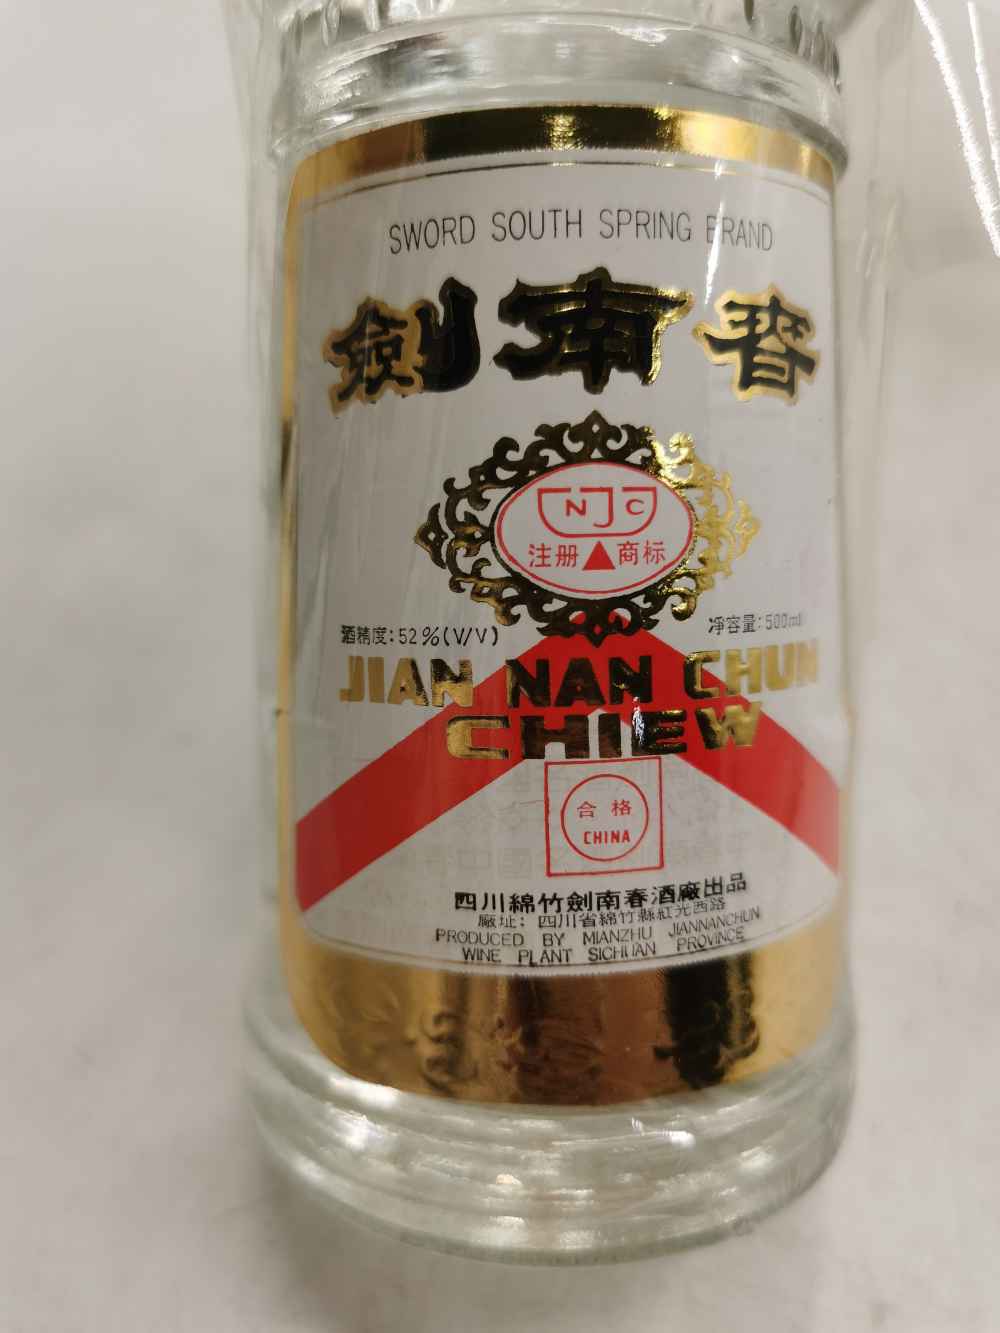 SWORD SOUTH SPRING BRAND
劍南春
NJC
注册 商标
酒精度:52%(V/V)
凈容量:500ml
JIAN NAN CHUN
CHIEW
合格
CHINA
四川綿竹劍南春酒廠出品
廠址:四川省綿竹縣紅光西路
PRODUCED BY MIANZHU JIANNANCHUN
WINE PLANT SICHUAN PROVINCE